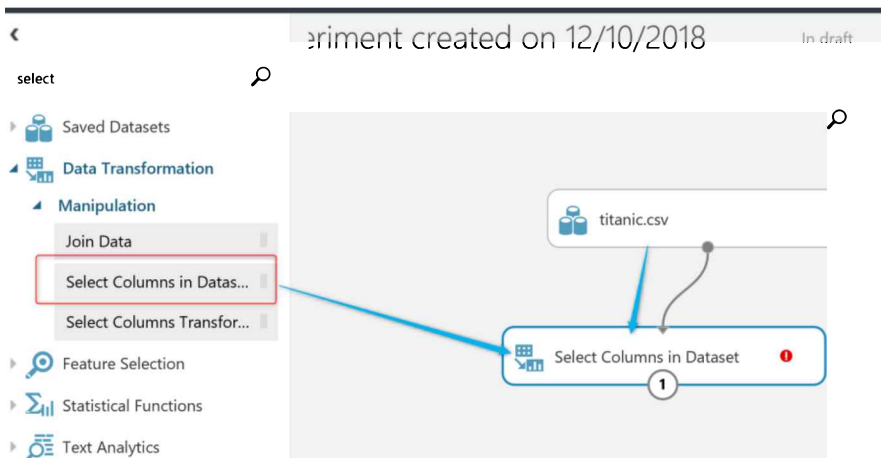 eriment created on 12/10/2018
In draft
select
Saved Datasets
Data Transformation
Manipulation
Join Data
Select Columns in Datas...
Select Columns Transfor...
Feature Selection
Statistical Functions
Text Analytics
titanic.csv
Select Columns in Dataset
1